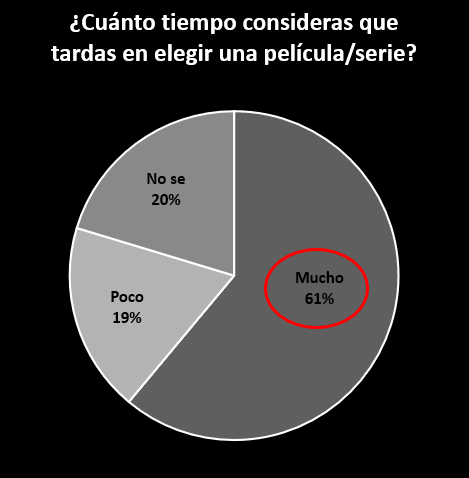 ¿Cuánto tiempo consideras que
tardas en elegir una película/serie?
No se
20%
Mucho
61%
Poco
19%